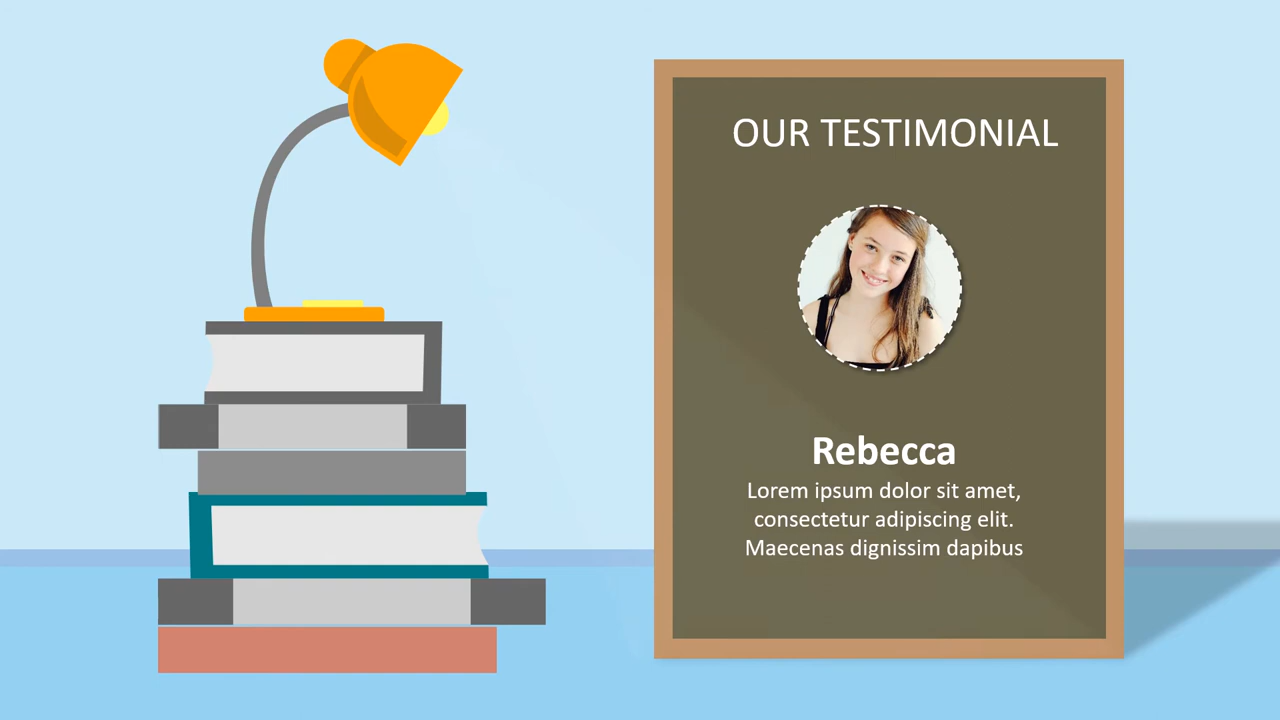 OUR TESTIMONIAL
Rebecca
Lorem ipsum dolor sit amet,
consectetur adipiscing elit.
Maecenas dignissim dapibus